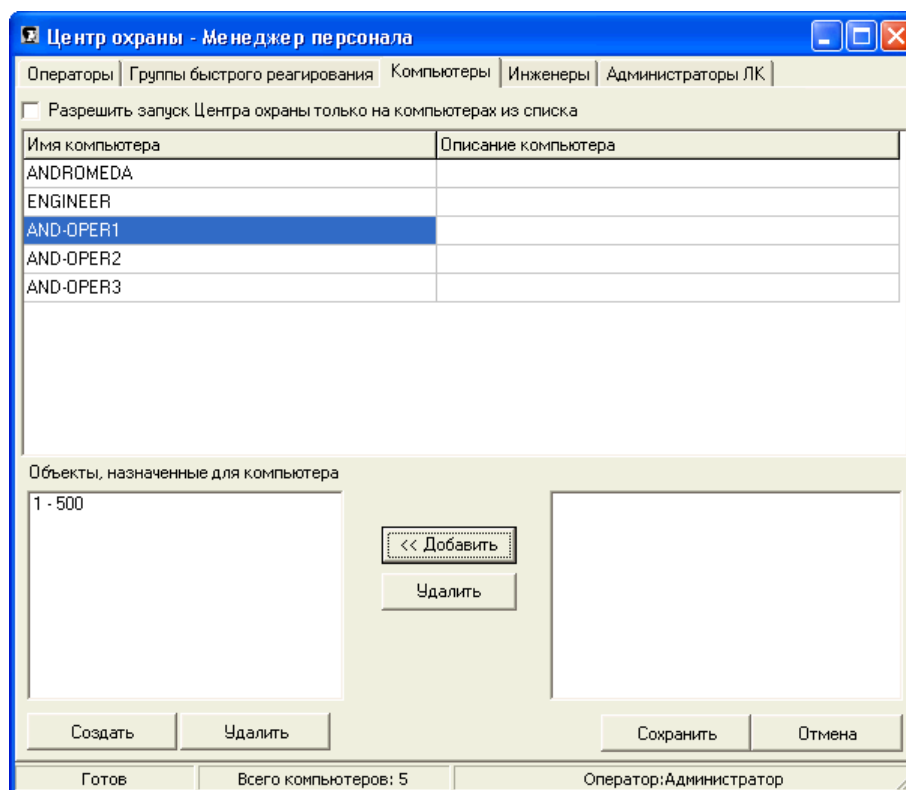 Центр охраны - Менеджер персонала
Операторы Группы быстрого реагирования Компьютеры Инженеры Администраторы ЛК
Разрешить запуск Центра охраны только на компьютерах из списка
Имя компьютера Описание компьютера
ANDROMEDA
ENGINEER
AND-OPER1
AND-OPER2
AND-OPER3
Объекты, назначенные для компьютера
1 - 500
<< Добавить
Удалить
Создать Удалить Сохранить Отмена
Готов Всего компьютеров: 5 Оператор:Администратор